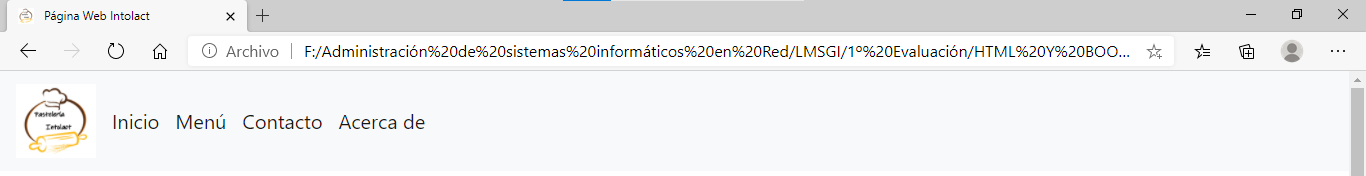 Página Web Intolact
Archivo F:/Administración%20de%20sistemas%20informáticos%20en%20Red/LMSGI/1º%20Evaluación/HTML%20Y%20BOO...
Pastelería
Intolact
Inicio Menú Contacto Acerca de